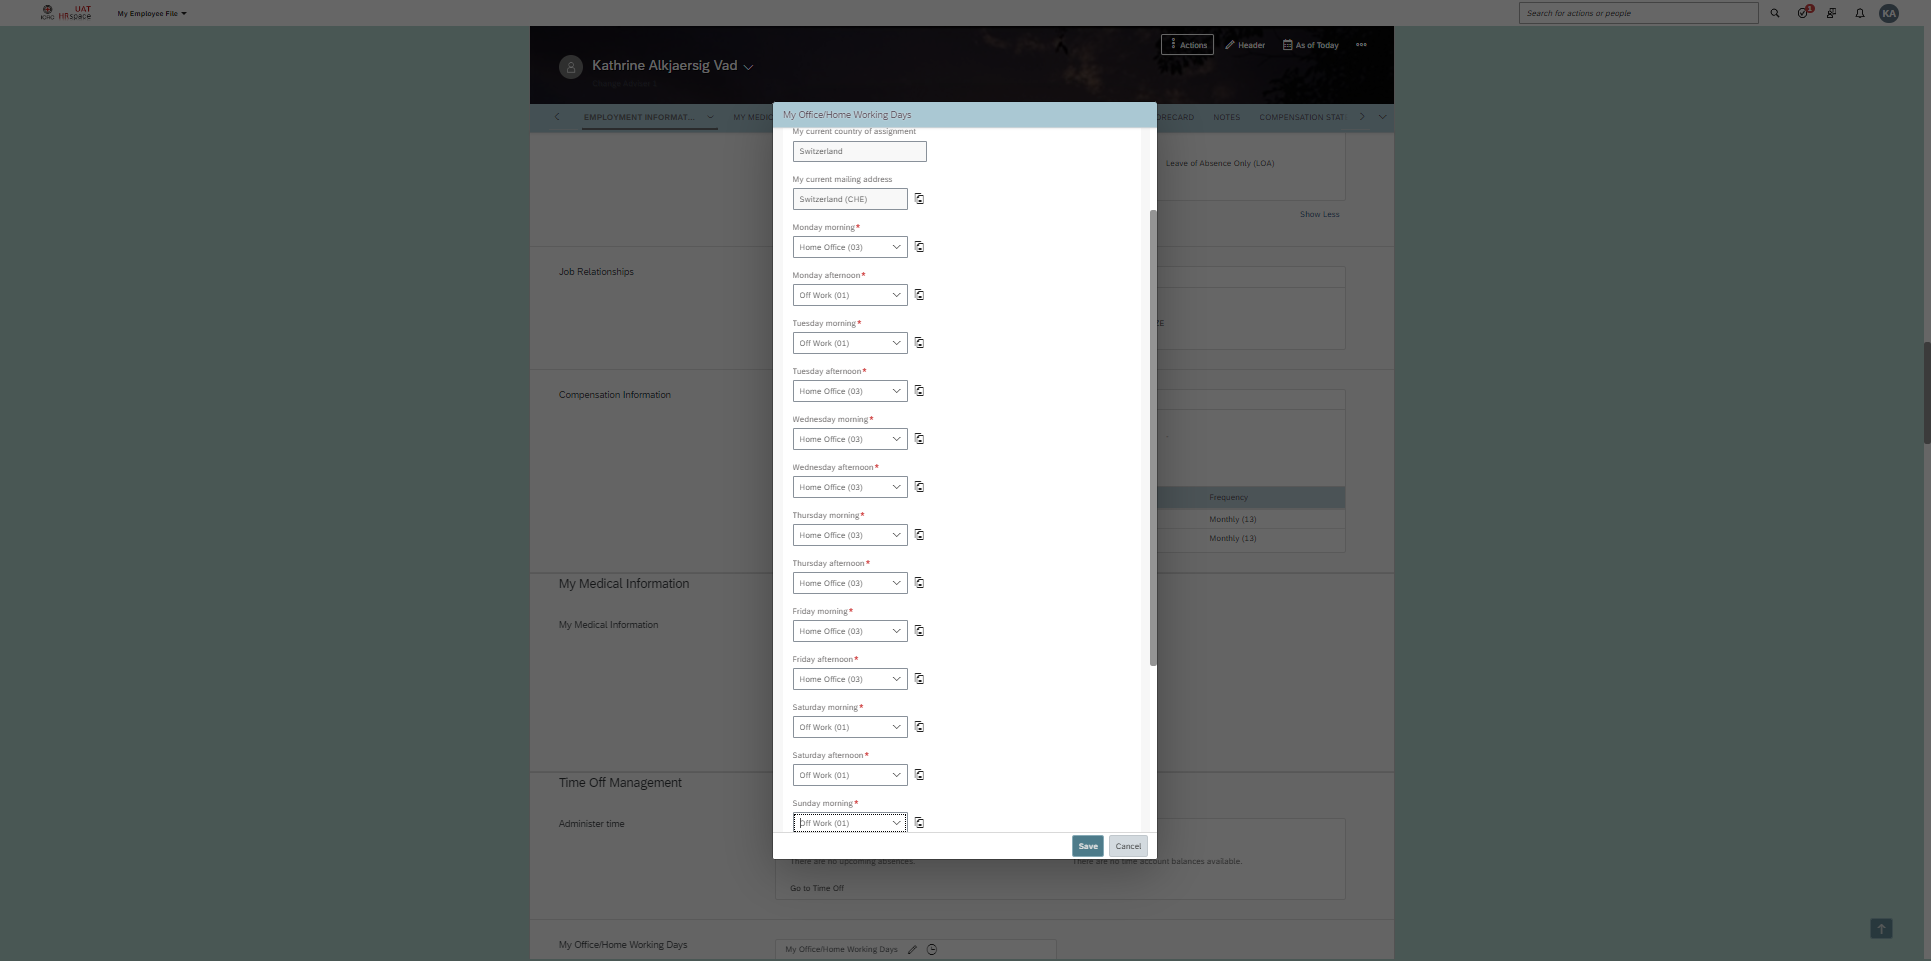 UAT
ICRC HRspace
My Employee File
Search for actions or people
1
KA
Kathrine Alkjaersig Vad
Actions
Header
As of Today
EMPLOYMENT INFORMAT...
MY MEDIC
ORECARD
NOTES
COMPENSATION STAT
My Office/Home Working Days
My current country of assignment
Switzerland
My current mailing address
Switzerland (CHE)
Monday morning*
Home Office (03)
Monday afternoon*
Off Work (01)
Tuesday morning*
Off Work (01)
Tuesday afternoon*
Home Office (03)
Wednesday morning*
Home Office (03)
Wednesday afternoon*
Home Office (03)
Thursday morning*
Home Office (03)
Thursday afternoon*
Home Office (03)
Friday morning*
Home Office (03)
Friday afternoon*
Home Office (03)
Saturday morning*
Off Work (01)
Saturday afternoon*
Off Work (01)
Sunday morning*
Off Work (01)
Save
Cancel
Leave of Absence Only (LOA)
Show Less
Job Relationships
ZE
Compensation Information
Frequency
Monthly (13)
Monthly (13)
My Medical Information
My Medical Information
Time Off Management
Administer time
There are no upcoming absences.
There are no time account balances available.
Go to Time Off
My Office/Home Working Days
My Office/Home Working Days